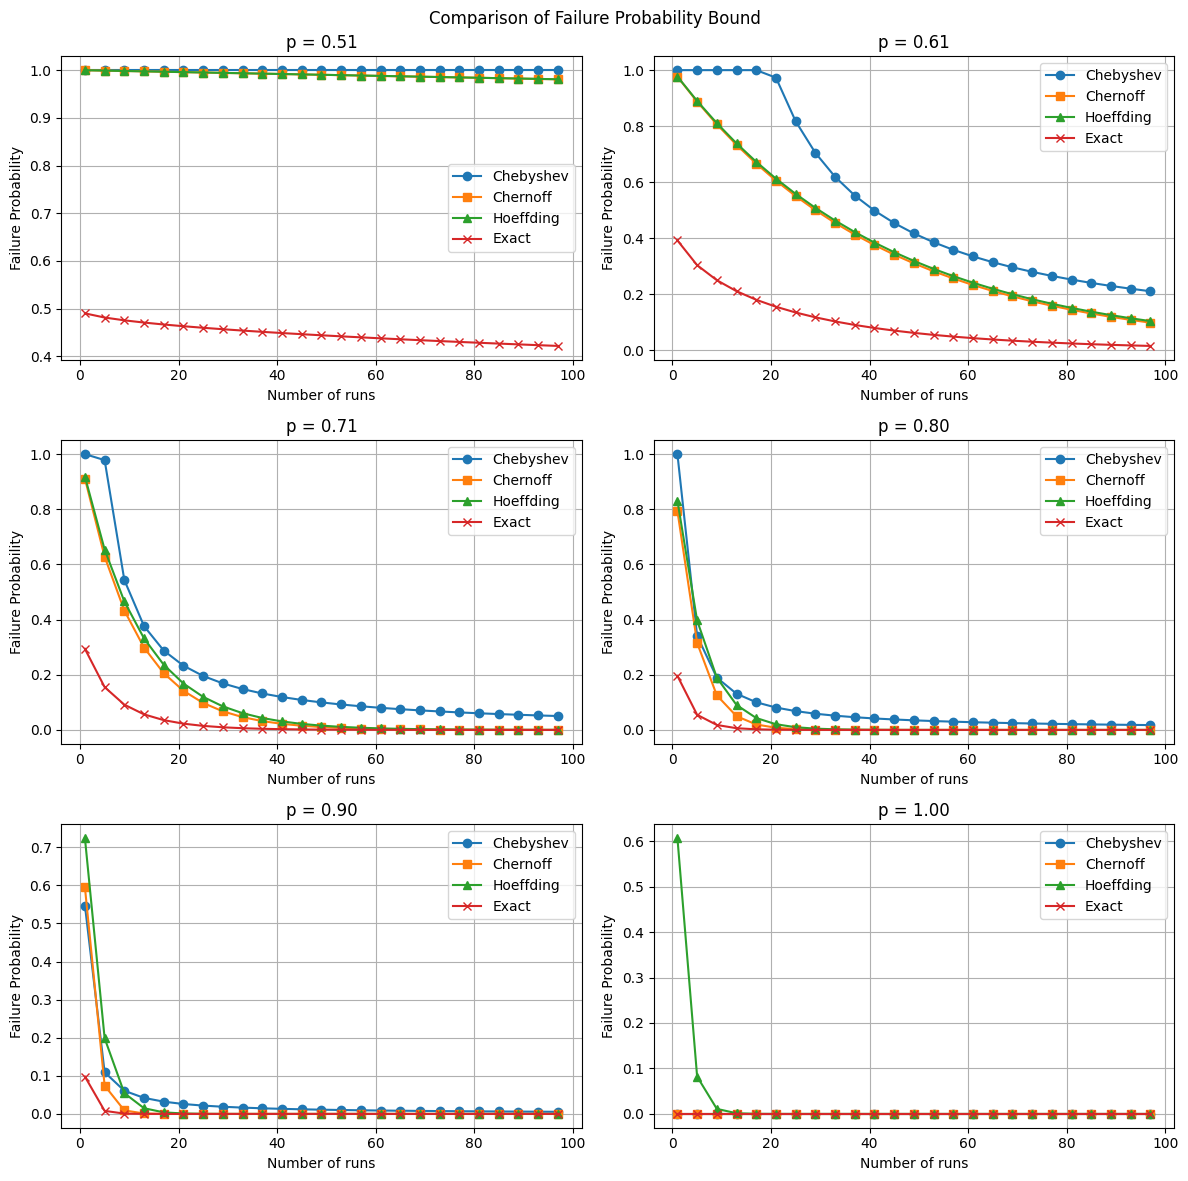 Comparison of Failure Probability Bound
p = 0.51
1.0
0.9
0.8
0.7
0.6
0.5
0.4
Failure Probability
Chebyshev
Chernoff
Hoeffding
Exact
0 20 40 60 80 100
Number of runs
p = 0.61
1.0
0.8
0.6
0.4
0.2
0.0
Failure Probability
Chebyshev
Chernoff
Hoeffding
Exact
0 20 40 60 80 100
Number of runs
p = 0.71
1.0
0.8
0.6
0.4
0.2
0.0
Failure Probability
Chebyshev
Chernoff
Hoeffding
Exact
0 20 40 60 80 100
Number of runs
p = 0.80
1.0
0.8
0.6
0.4
0.2
0.0
Failure Probability
Chebyshev
Chernoff
Hoeffding
Exact
0 20 40 60 80 100
Number of runs
p = 0.90
0.7
0.6
0.5
0.4
0.3
0.2
0.1
0.0
Failure Probability
Chebyshev
Chernoff
Hoeffding
Exact
0 20 40 60 80 100
Number of runs
p = 1.00
0.6
0.5
0.4
0.3
0.2
0.1
0.0
Failure Probability
Chebyshev
Chernoff
Hoeffding
Exact
0 20 40 60 80 100
Number of runs